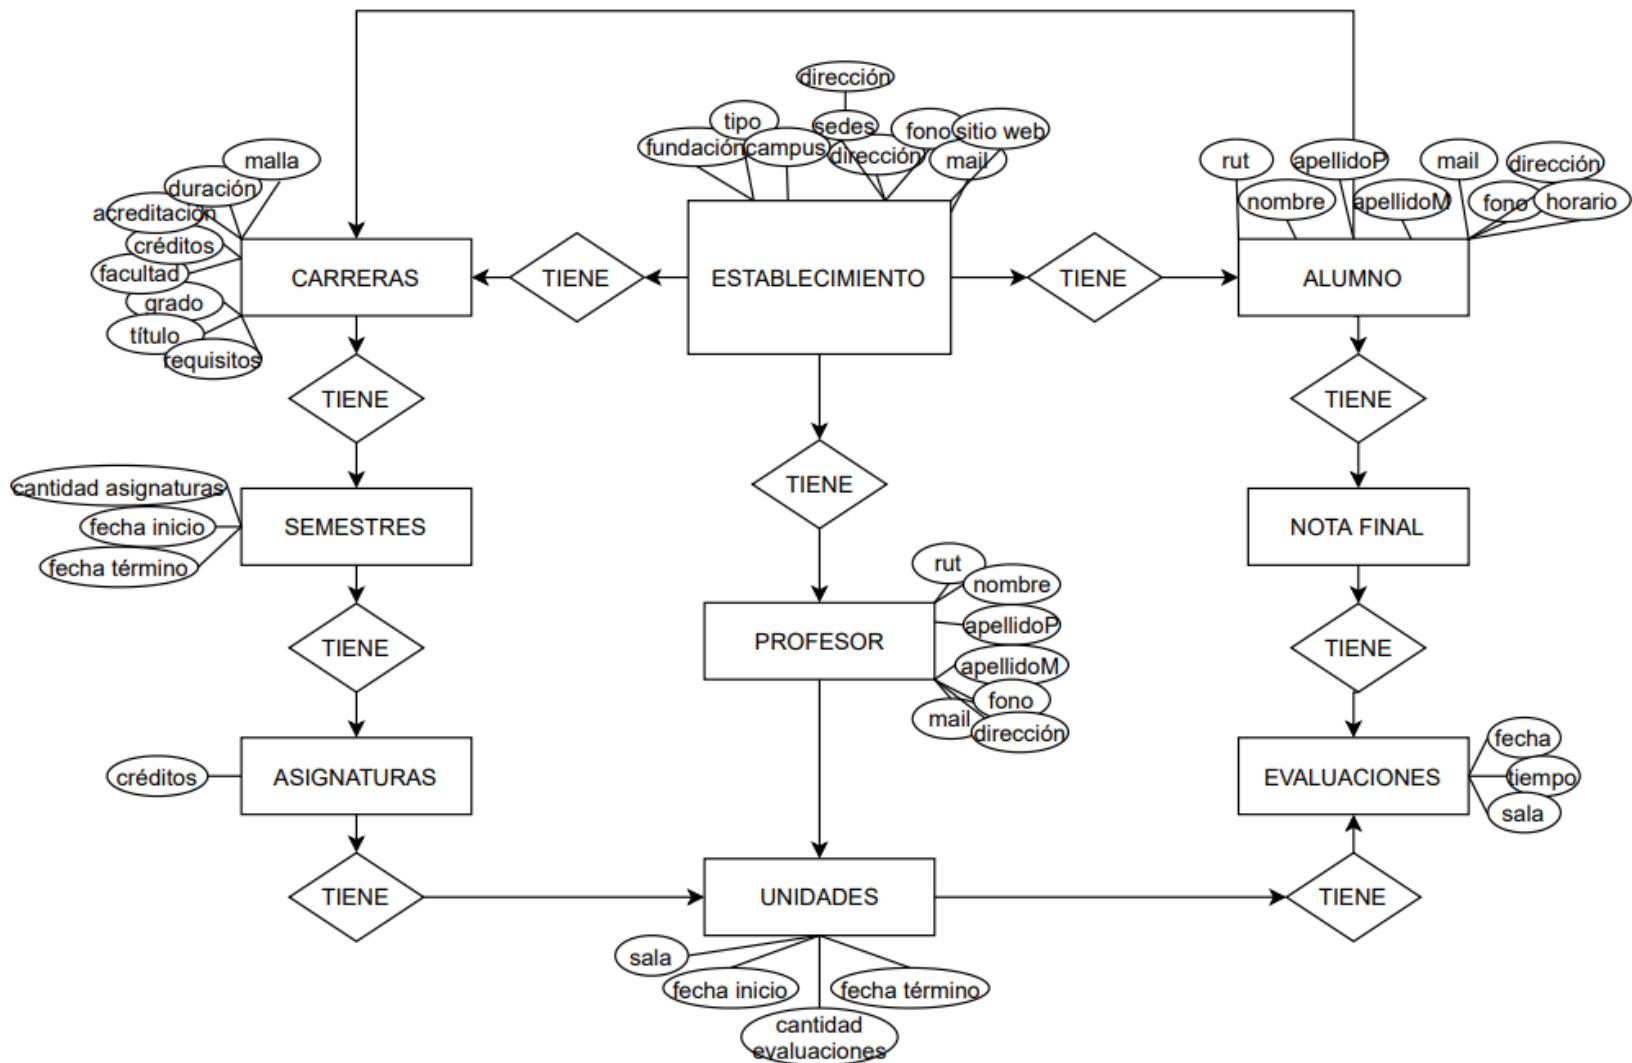 dirección
tipo
sedes
fono
sitio web
fundación
campus
dirección
mail
malla
duración
acreditación
créditos
facultad
grado
título
requisitos
rut
apellidoP
mail
dirección
nombre
apellidoM
fono
horario
CARRERAS
TIENE
ESTABLECIMIENTO
TIENE
ALUMNO
TIENE
TIENE
TIENE
cantidad asignaturas
fecha inicio
fecha término
SEMESTRES
NOTA FINAL
rut
nombre
apellidoP
apellidoM
fono
mail
dirección
PROFESOR
TIENE
TIENE
créditos
ASIGNATURAS
EVALUACIONES
fecha
tiempo
sala
TIENE
UNIDADES
TIENE
sala
fecha inicio
fecha término
cantidad
evaluaciones